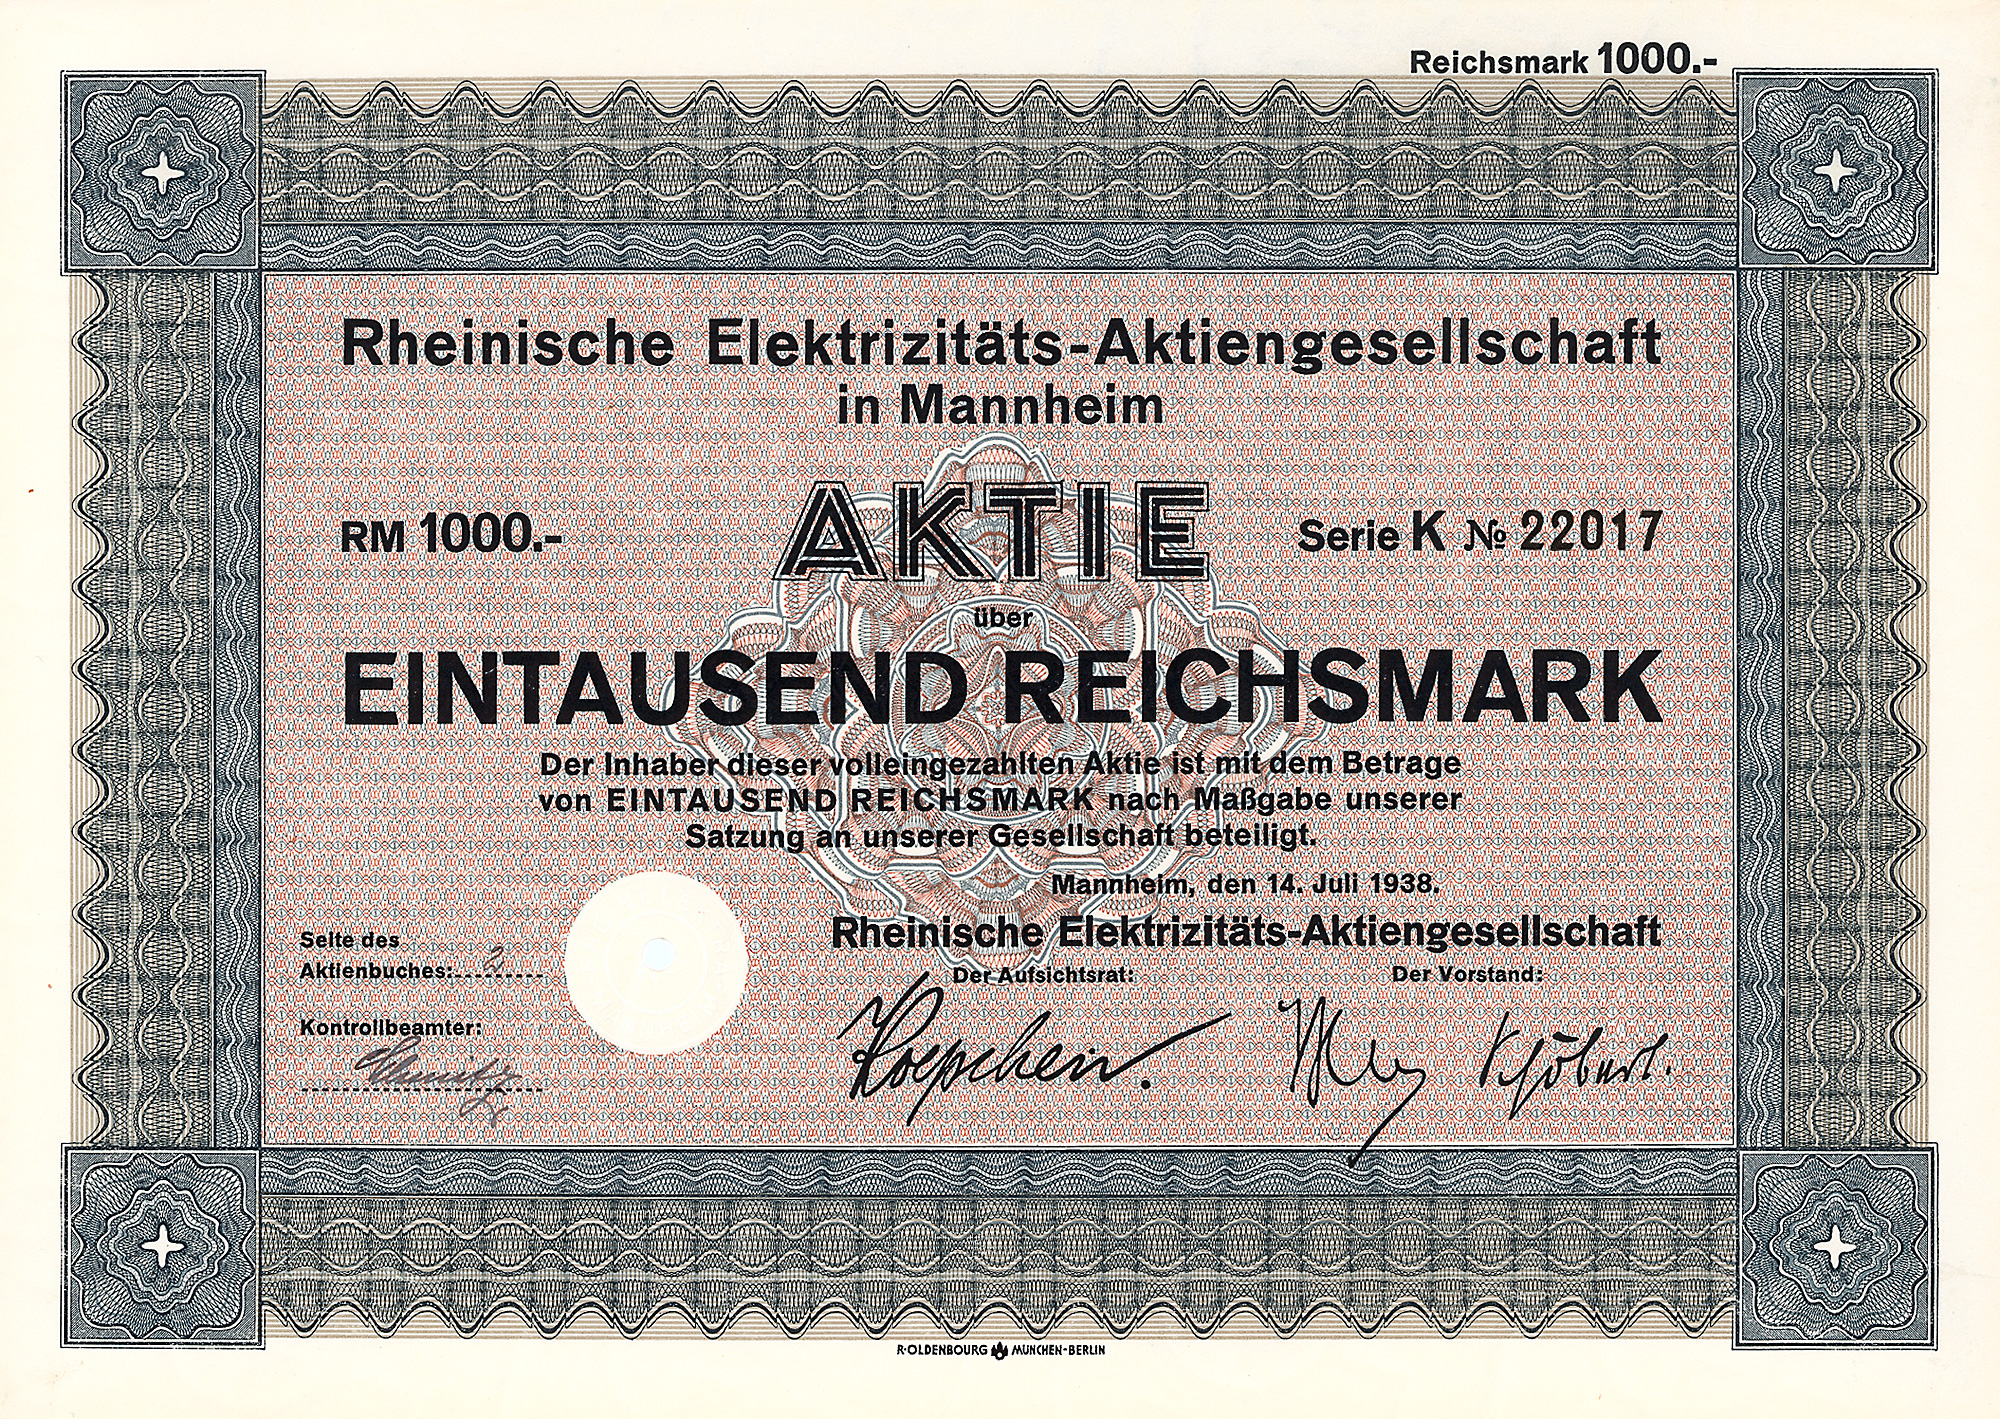 Reichsmark 1000.-
Rheinische Elektrizitäts-Aktiengesellschaft
in Mannheim
RM 1000.-
AKTIE
Serie K № 22017
über
EINTAUSEND REICHSMARK
Der Inhaber dieser volleingezahlten Aktie ist mit dem Betrage
von EINTAUSEND REICHSMARK nach Maßgabe unserer
Satzung an unserer Gesellschaft beteiligt.
Mannheim, den 14. Juli 1938.
Rheinische Elektrizitäts-Aktiengesellschaft
Der Aufsichtsrat:
Der Vorstand:
Seite des
Aktienbuches: 2
Kontrollbeamter:
R·OLDENBOURG MÜNCHEN-BERLIN